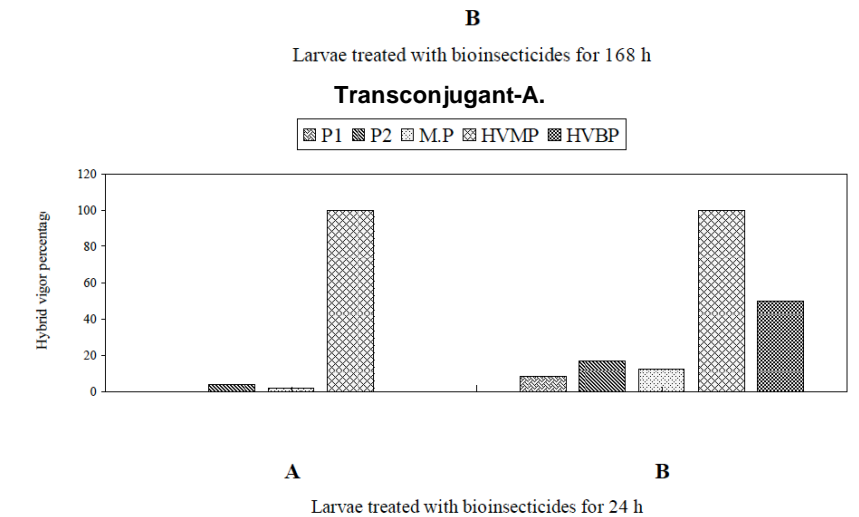 B
Larvae treated with bioinsecticides for 168 h
Transconjugant-A.
P1 P2 M.P HVMP HVBP
Hybrid vigor percentage
120
100
80
60
40
20
0
A B
Larvae treated with bioinsecticides for 24 h